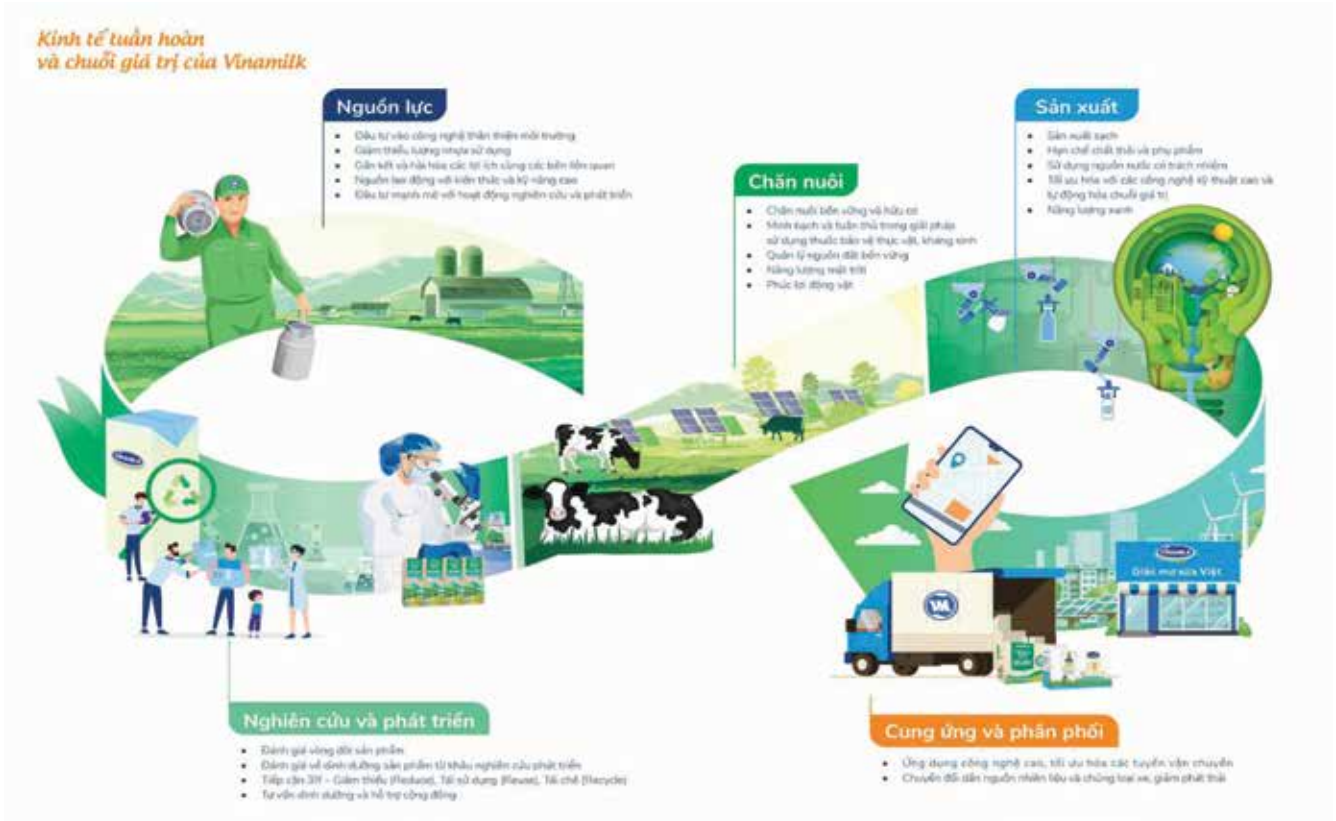 Kinh tế tuần hoàn
và chuỗi giá trị của Vinamilk
Nguồn lực
• Đầu tư vào công nghệ thân thiện môi trường
• Giảm thiểu lượng nhựa sử dụng
• Gắn kết và hài hòa các lợi ích cùng các bên liên quan
• Nguồn lao động với kiến thức và kỹ năng cao
• Đầu tư mạnh mẽ với hoạt động nghiên cứu và phát triển
Chăn nuôi
• Chăn nuôi bền vững và hữu cơ
• Minh bạch và tuân thủ trong giải pháp
sử dụng thuốc bảo vệ thực vật, kháng sinh
• Quản lý nguồn đất bền vững
• Năng lượng mặt trời
• Phúc lợi động vật
Sản xuất
• Sản xuất sạch
• Hạn chế chất thải và phụ phẩm
• Sử dụng nguồn nước có trách nhiệm
• Tối ưu hóa với các công nghệ kỹ thuật cao và
tự động hóa chuỗi giá trị
• Năng lượng xanh
VINAMILK
VINAMILK
Giấc mơ sữa Việt
VM
Nghiên cứu và phát triển
• Đánh giá vòng đời sản phẩm
• Đánh giá về dinh dưỡng sản phẩm từ khâu nghiên cứu phát triển
• Tiếp cận 3R – Giảm thiểu (Reduce), Tái sử dụng (Reuse), Tái chế (Recycle)
• Tư vấn dinh dưỡng và hỗ trợ cộng đồng
Cung ứng và phân phối
• Ứng dụng công nghệ cao, tối ưu hóa các tuyến vận chuyển
• Chuyển đổi dần nguồn nhiên liệu và chủng loại xe, giảm phát thải